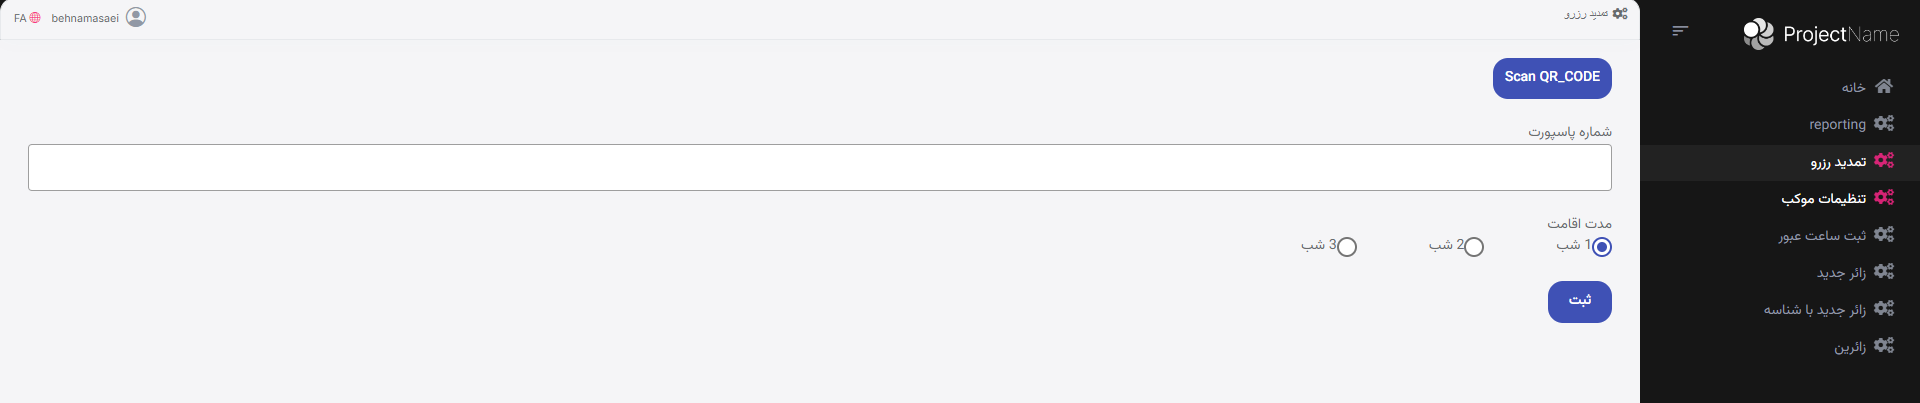 ProjectName
خانه
reporting
تمدید رزرو
تنظیمات موکب
ثبت ساعت عبور
زائر جدید
زائر جدید با شناسه
زائرین
تمدید رزرو
behnamasaei
FA
Scan QR_CODE
شماره پاسپورت
مدت اقامت
1 شب
2 شب
3 شب
ثبت